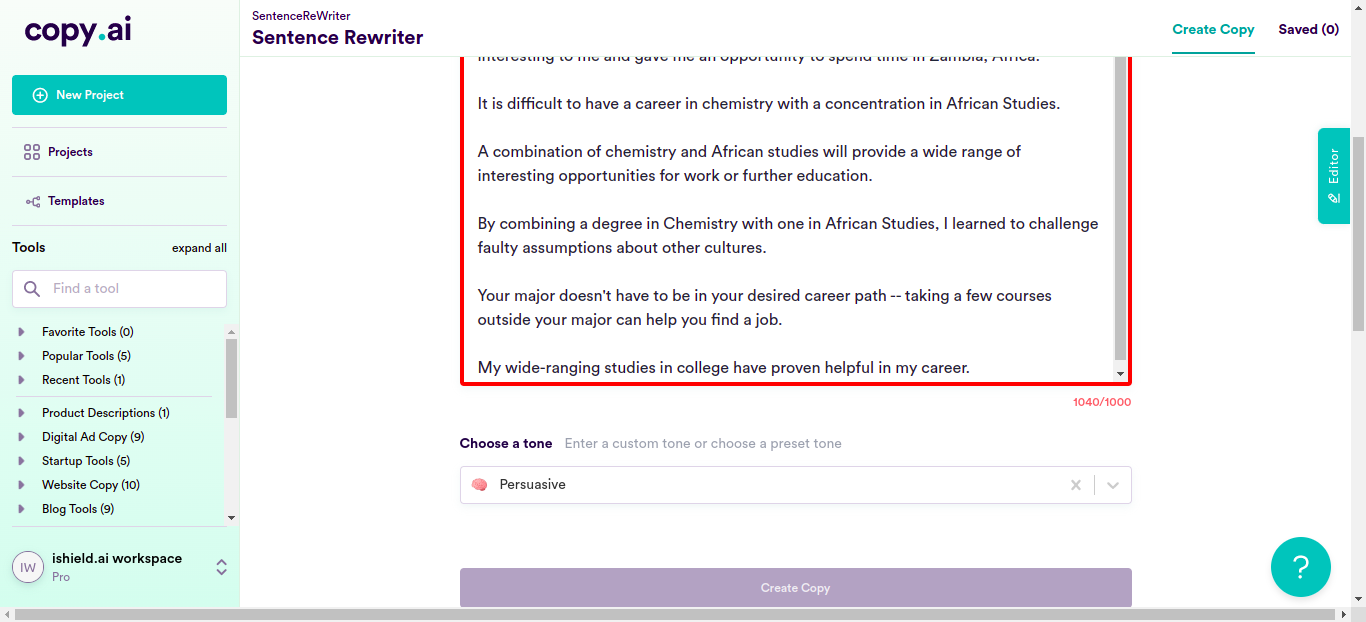 copy.ai
New Project
Projects
Templates
Tools
expand all
Find a tool
Favorite Tools (0)
Popular Tools (5)
Recent Tools (1)
Product Descriptions (1)
Digital Ad Copy (9)
Startup Tools (5)
Website Copy (10)
Blog Tools (9)
IW
ishield.ai workspace
Pro
SentenceReWriter
Sentence Rewriter
Create Copy
Saved (0)
interesting to me and gave me an opportunity to spend time in Zambia, Africa.
It is difficult to have a career in chemistry with a concentration in African Studies.
A combination of chemistry and African studies will provide a wide range of
interesting opportunities for work or further education.
By combining a degree in Chemistry with one in African Studies, I learned to challenge
faulty assumptions about other cultures.
Your major doesn't have to be in your desired career path -- taking a few courses
outside your major can help you find a job.
My wide-ranging studies in college have proven helpful in my career.
1040/1000
Choose a tone
Enter a custom tone or choose a preset tone
Persuasive
Create Copy
Editor
?